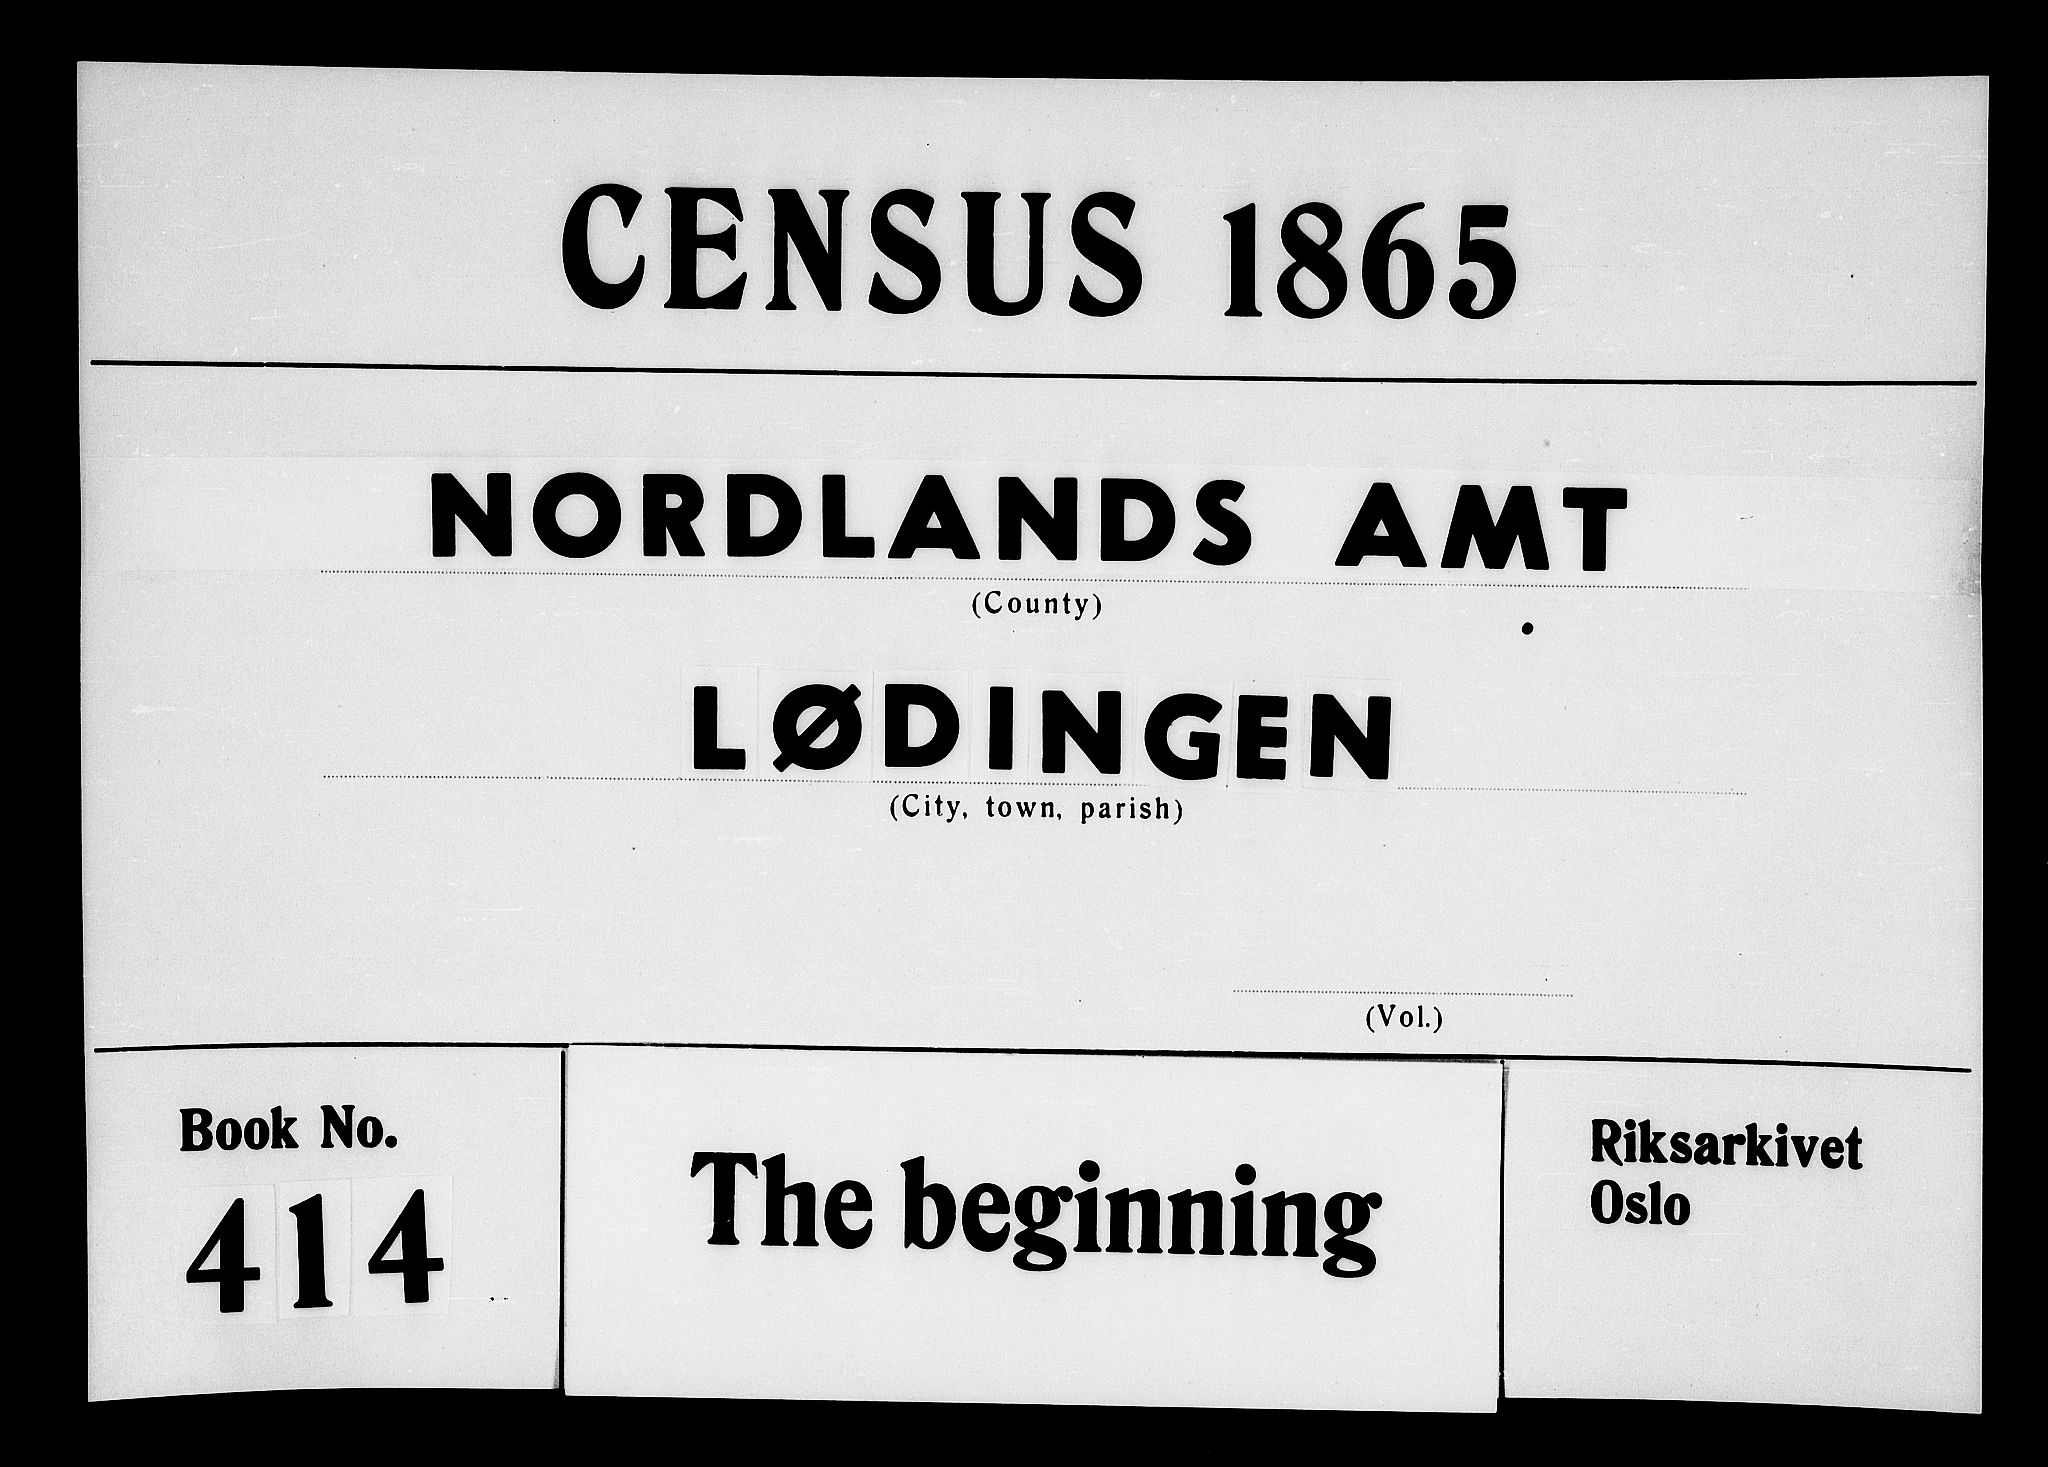 CENSUS 1865
NORDLANDS AMT
(County)
LØDINGEN
(City, town, parish)
(Vol.)
Book No.
414
The beginning
Riksarkivet
Oslo